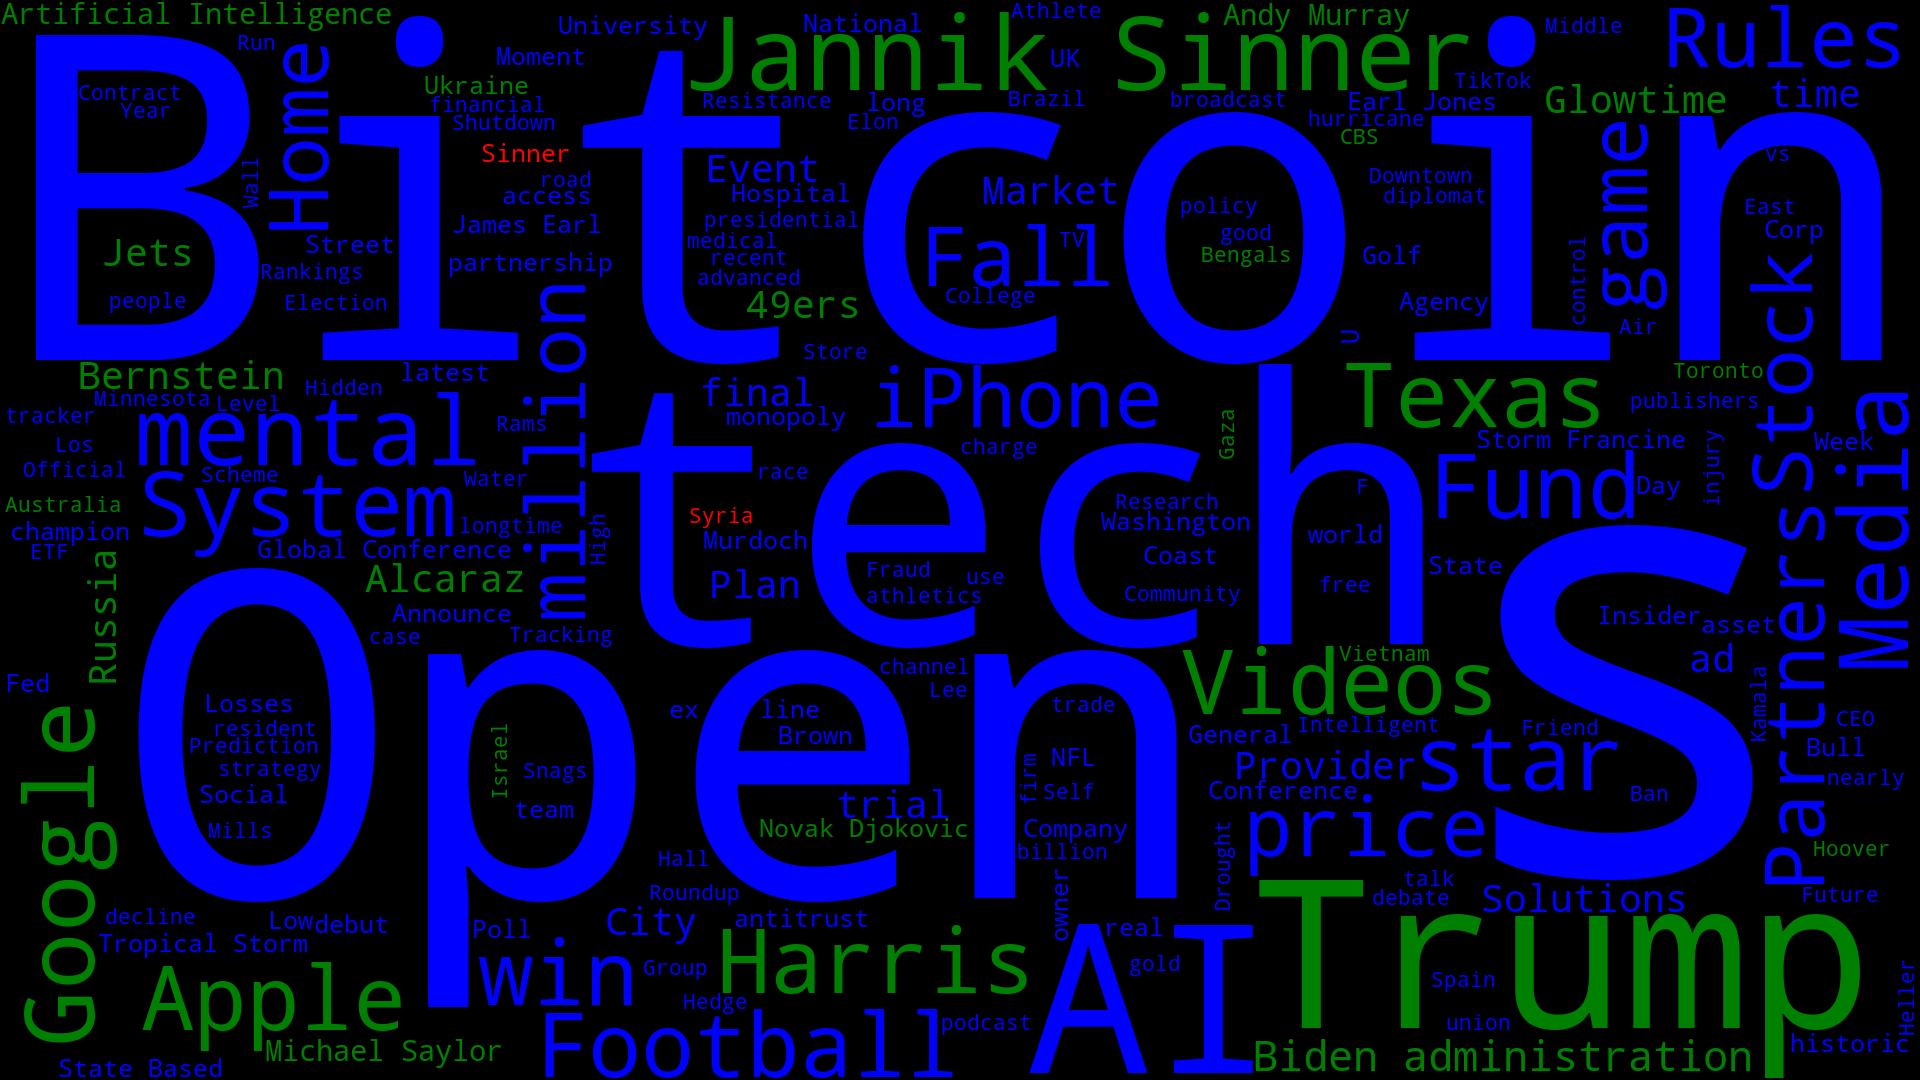 Artificial Intelligence
Run
University
Moment
Jannik Sinner
National
Athlete
UK
Andy Murray
Middle
Rules
Bitcoin
Contract
Year
Home
Wall
Ukraine
financial
Shutdown
Sinner
road
access
James Earl
Street
Rankings
partnership
Election
Jets
people
Resistance
long
Elon
Brazil
broadcast
Earl Jones
TikTok
hurricane
CBS
Glowtime
time
Event
Hospital
presidential
medical
recent
advanced
49ers
Store
Market
Fall
TV
College
policy
good
Bengals
Downtown
diplomat
Golf
Agency
U
control
game
Air
vs
East
Corp
Stock
Bernstein
Minnesota
Level
Hidden
latest
tracker
Los
Official
mental
Scheme
System
Water
Rams
million
final
monopoly
iPhone
charge
race
Gaza
Texas
Toronto
publishers
Storm Francine
Week
Media
Fund
Day
injury
tech
Australia
champion
ETF
longtime
High
Global
Conference
Syria
Murdoch
Plan
Fraud
use
athletics
Research
Washington
Coast
Community
F
world
free
State
Russia
Alcaraz
Announce
case
Tracking
Fed
Open
S
Insider
asset
ad
Partners
Kamala
Losses
resident
Prediction
strategy
Social
Mills
Israel
Snags
team
ex
line
Brown
channel
Lee
trade
trial
Novak Djokovic
NFL
firm
Self
Company
billion
Videos
Vietnam
General
Intelligent
Friend
Provider
star
Conference
Ban
price
CEO
Bull
nearly
Hoover
Future
Google
decline
Low
debut
Tropical Storm
Poll
Hall
Roundup
City
antitrust
owner
real
Drought
talk
debate
Solutions
Apple
win
Group
Harris
Hedge
gold
AI
Trump
Spain
union
Heller
historic
Football
podcast
Michael Saylor
State Based
Biden administration